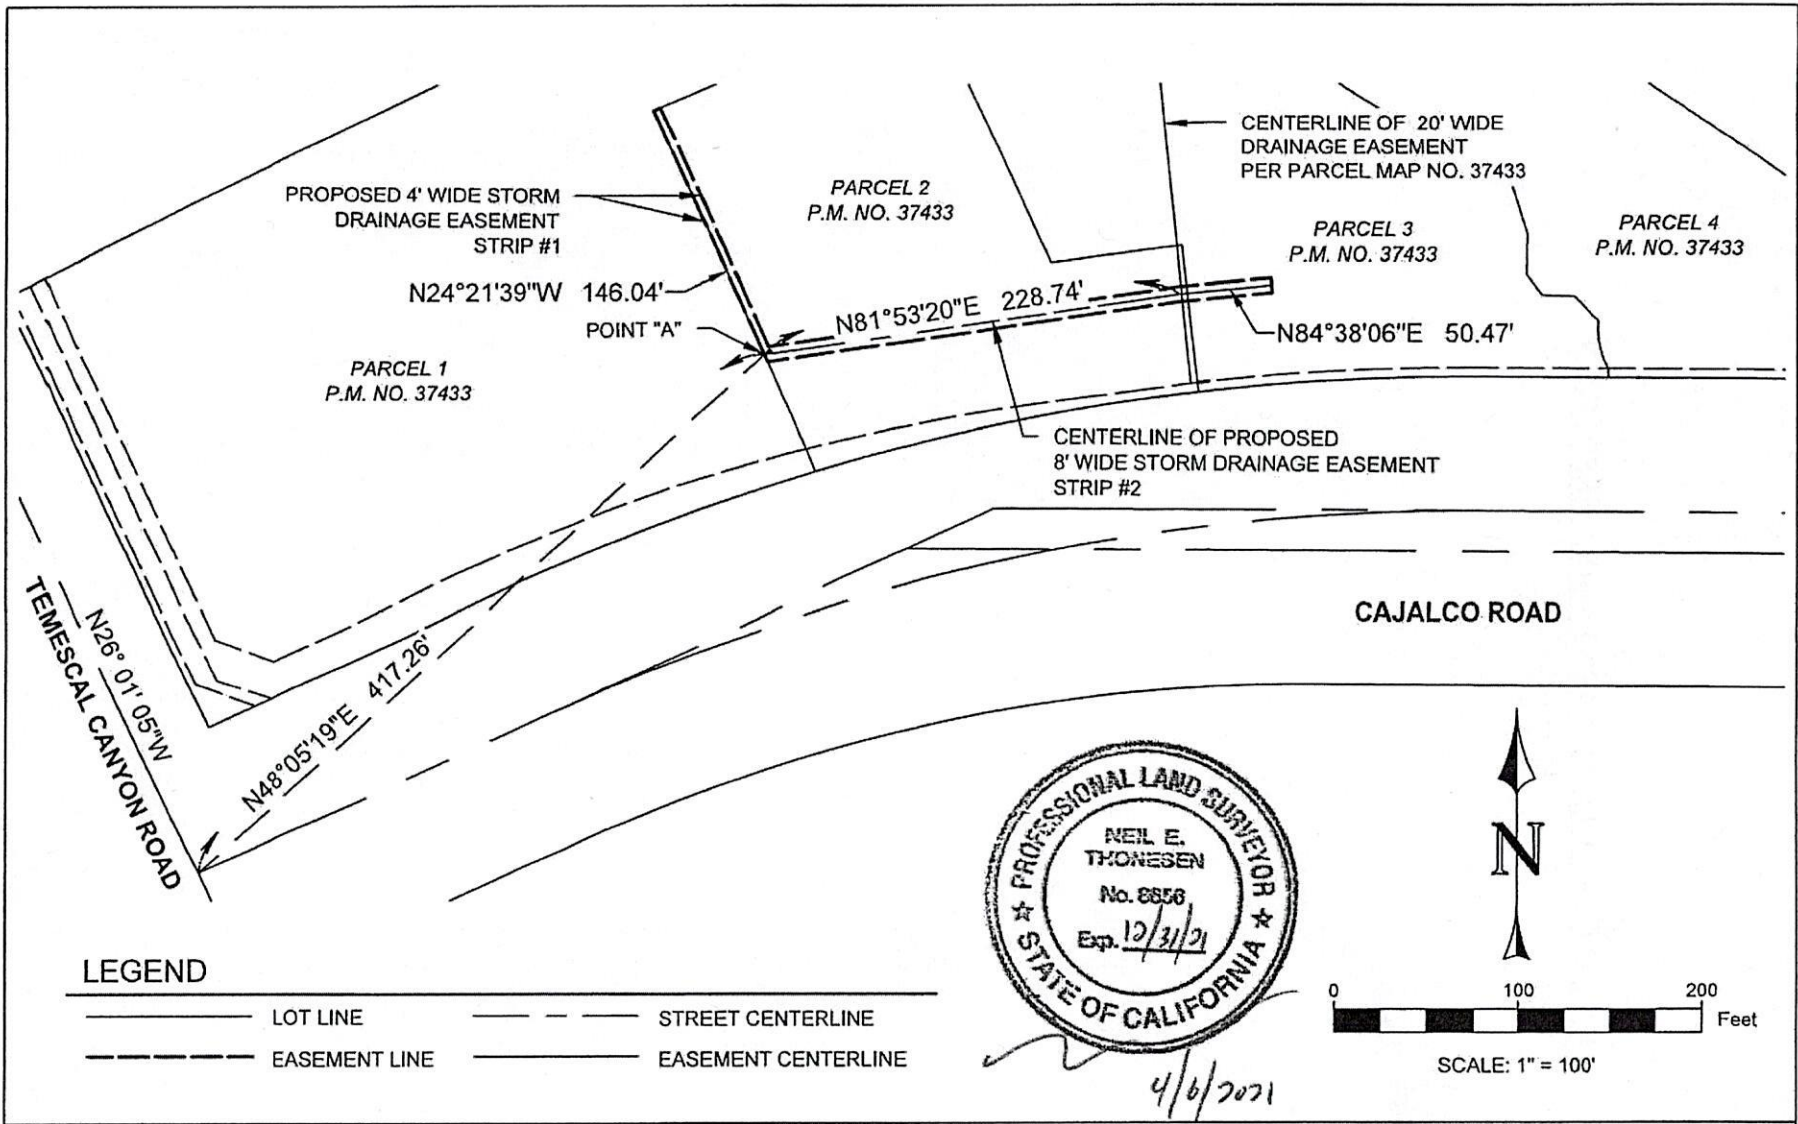 CENTERLINE OF 20' WIDE
DRAINAGE EASEMENT
PER PARCEL MAP NO. 37433
PROPOSED 4' WIDE STORM
DRAINAGE EASEMENT
STRIP #1
PARCEL 2
P.M. NO. 37433
PARCEL 3
P.M. NO. 37433
PARCEL 4
P.M. NO. 37433
N24°21'39"W 146.04'
POINT "A"
N81°53'20"E 228.74'
N84°38'06"E 50.47'
PARCEL 1
P.M. NO. 37433
CENTERLINE OF PROPOSED
8' WIDE STORM DRAINAGE EASEMENT
STRIP #2
CAJALCO ROAD
TEMESCAL CANYON ROAD
N26° 01' 05"W
N48°05'19"E 417.26'
PROFESSIONAL LAND SURVEYOR
NEIL E.
THONESEN
No. 8656
Exp. 12/31/21
STATE OF CALIFORNIA
4/6/2021
N
LEGEND
LOT LINE
STREET CENTERLINE
EASEMENT LINE
EASEMENT CENTERLINE
0 100 200
Feet
SCALE: 1" = 100'